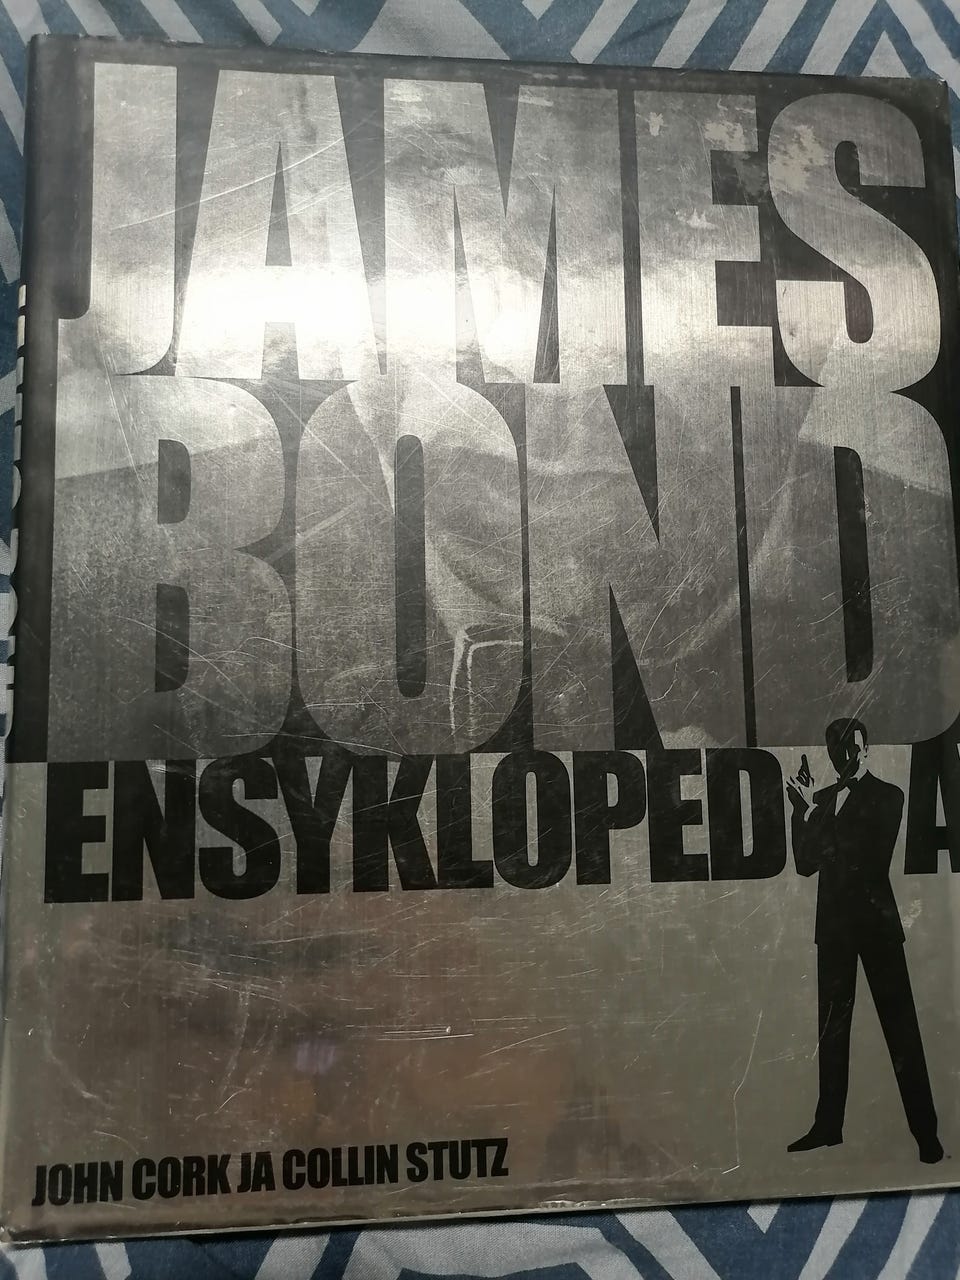 JAMES
BOND
ENSYKLOPEDIA
JOHN CORK JA COLLIN STUTZ